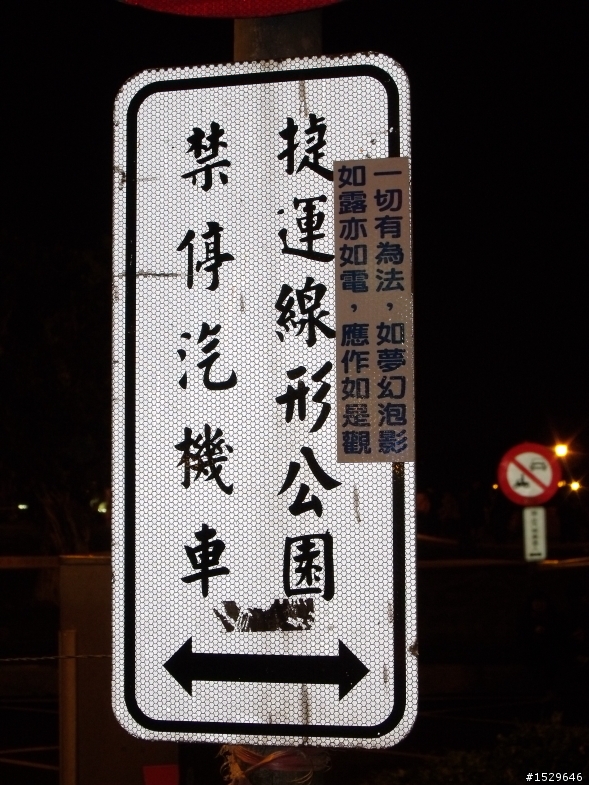 捷運線形公園
禁停汽機車
一切有為法，如夢幻泡影
如露亦如電，應作如是觀
#1529646